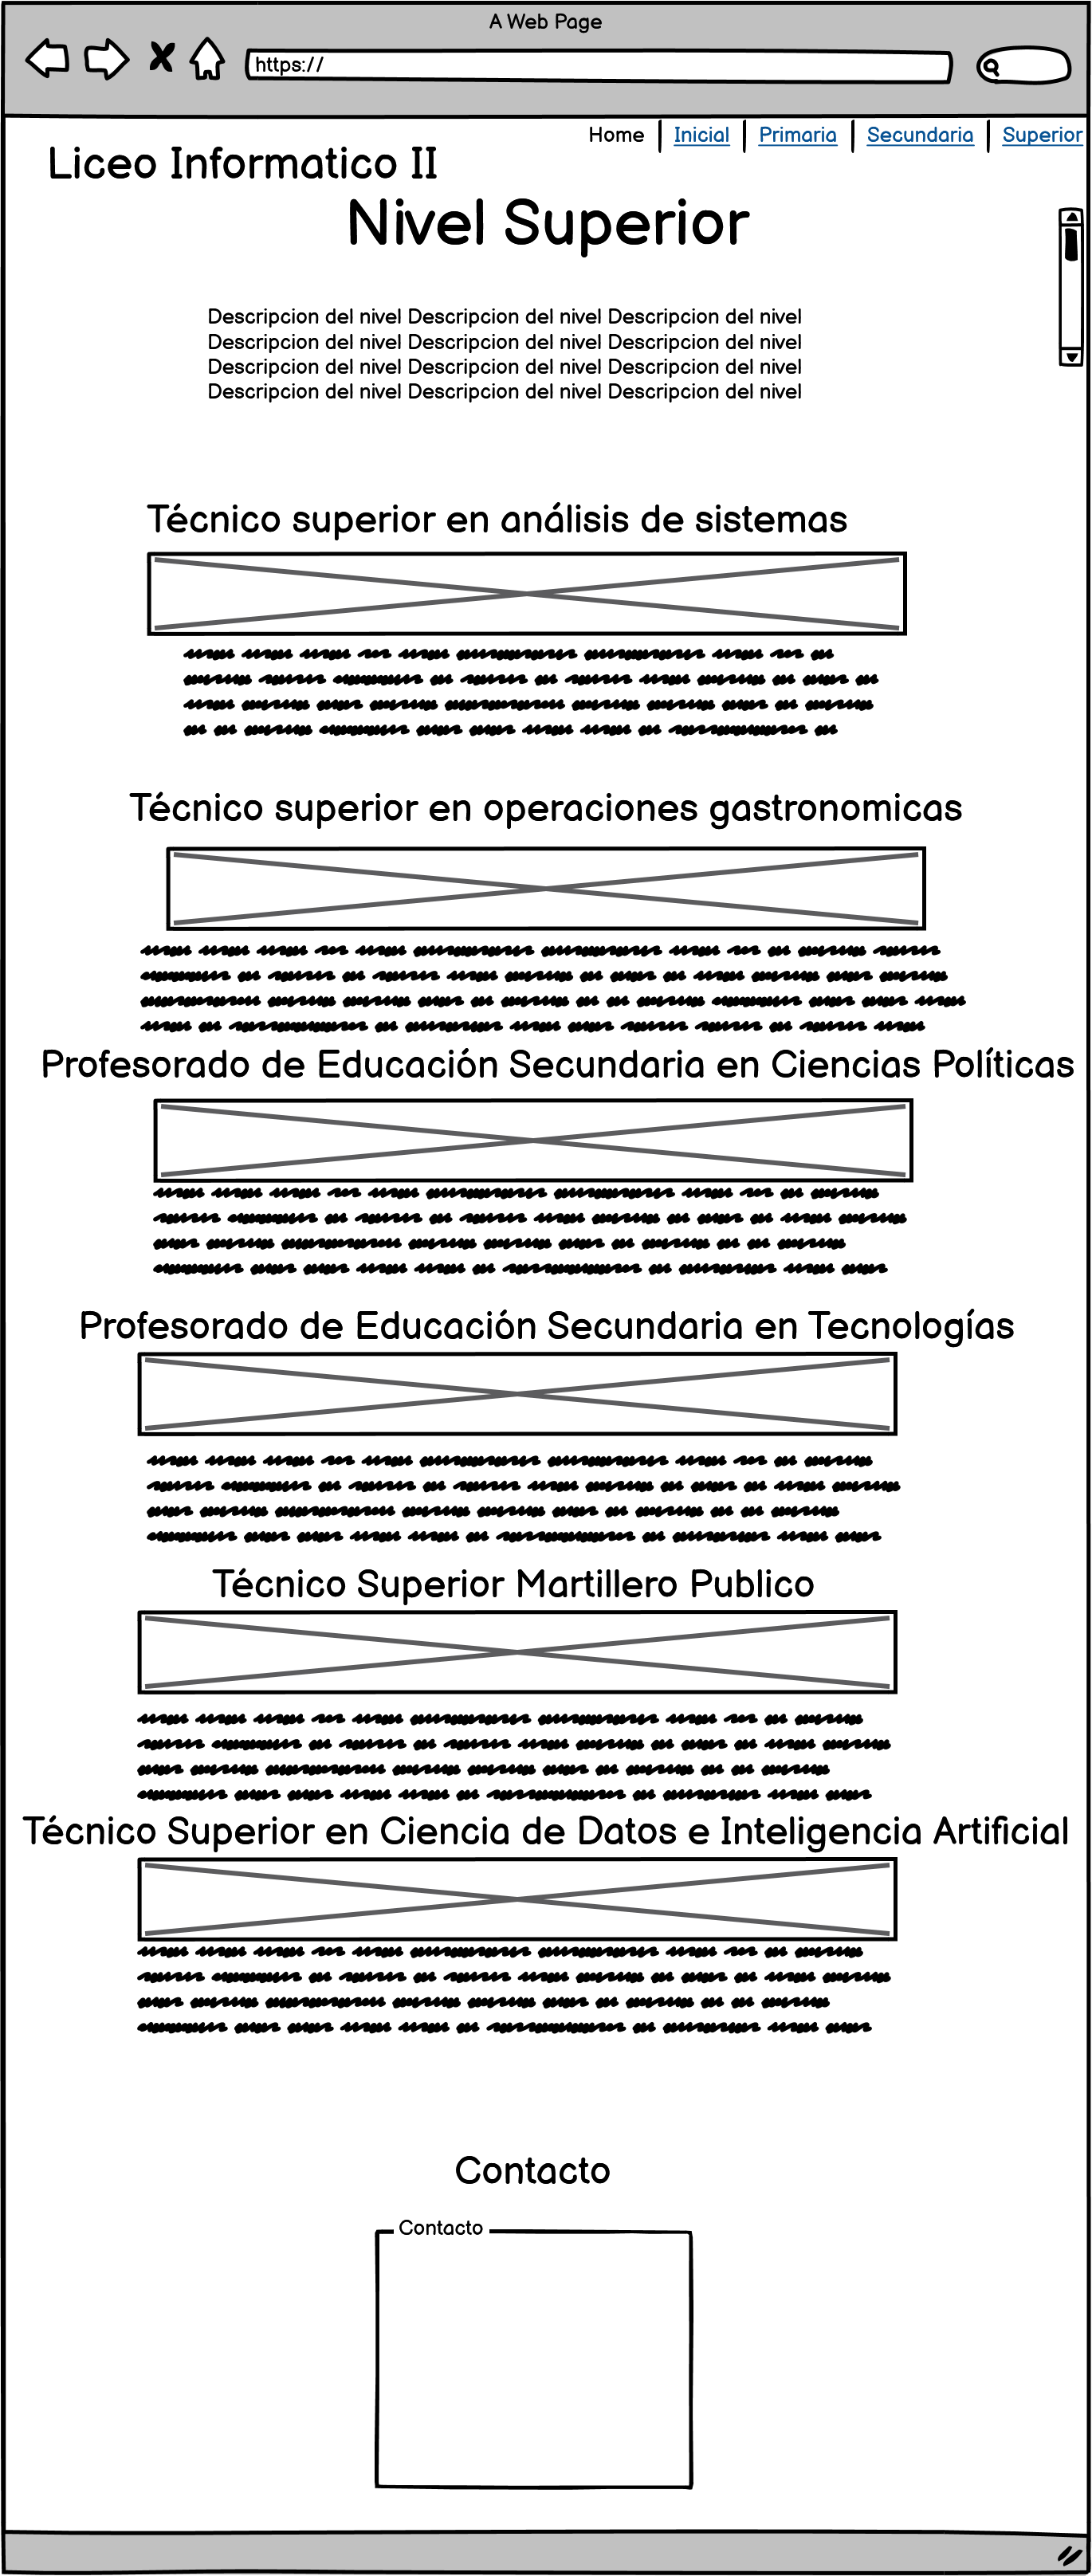 A Web Page
https://
Home Inicial Primaria Secundaria Superior
Liceo Informatico II
Nivel Superior
Descripcion del nivel Descripcion del nivel Descripcion del nivel
Descripcion del nivel Descripcion del nivel Descripcion del nivel
Descripcion del nivel Descripcion del nivel Descripcion del nivel
Descripcion del nivel Descripcion del nivel Descripcion del nivel
Técnico superior en análisis de sistemas
Técnico superior en operaciones gastronomicas
Profesorado de Educación Secundaria en Ciencias Políticas
Profesorado de Educación Secundaria en Tecnologías
Técnico Superior Martillero Publico
Técnico Superior en Ciencia de Datos e Inteligencia Artificial
Contacto
Contacto